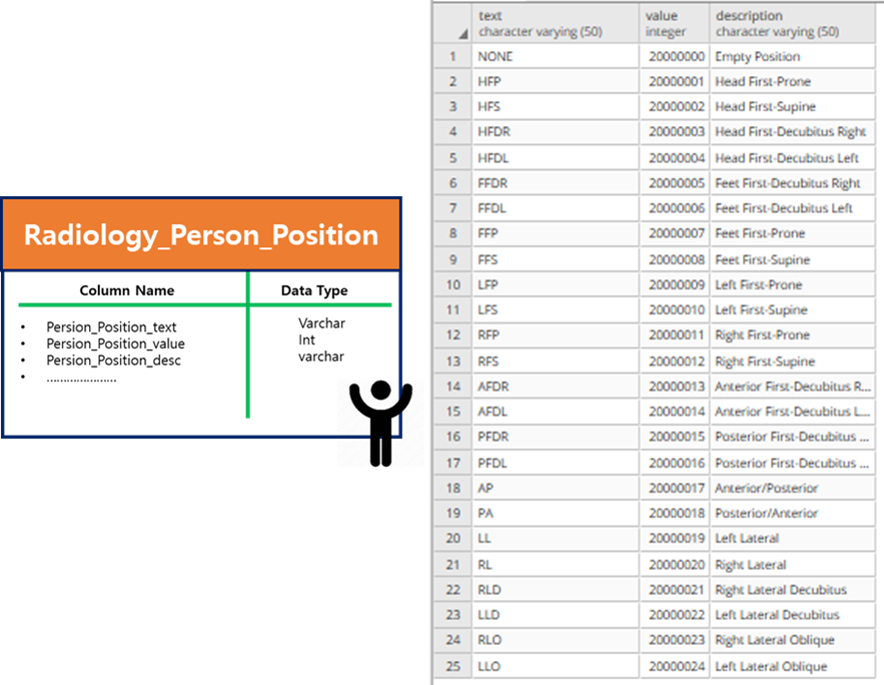 Radiology_Person_Position
Column Name Data Type
• Persion_Position_text Varchar
• Persion_Position_value Int
• Persion_Position_desc varchar
• .....................
text value description
character varying (50) integer character varying (50)
1 NONE 20000000 Empty Position
2 HFP 20000001 Head First-Prone
3 HFS 20000002 Head First-Supine
4 HFDR 20000003 Head First-Decubitus Right
5 HFDL 20000004 Head First-Decubitus Left
6 FFDR 20000005 Feet First-Decubitus Right
7 FFDL 20000006 Feet First-Decubitus Left
8 FFP 20000007 Feet First-Prone
9 FFS 20000008 Feet First-Supine
10 LFP 20000009 Left First-Prone
11 LFS 20000010 Left First-Supine
12 RFP 20000011 Right First-Prone
13 RFS 20000012 Right First-Supine
14 AFDR 20000013 Anterior First-Decubitus R...
15 AFDL 20000014 Anterior First-Decubitus L...
16 PFDR 20000015 Posterior First-Decubitus ...
17 PFDL 20000016 Posterior First-Decubitus ...
18 AP 20000017 Anterior/Posterior
19 PA 20000018 Posterior/Anterior
20 LL 20000019 Left Lateral
21 RL 20000020 Right Lateral
22 RLD 20000021 Right Lateral Decubitus
23 LLD 20000022 Left Lateral Decubitus
24 RLO 20000023 Right Lateral Oblique
25 LLO 20000024 Left Lateral Oblique